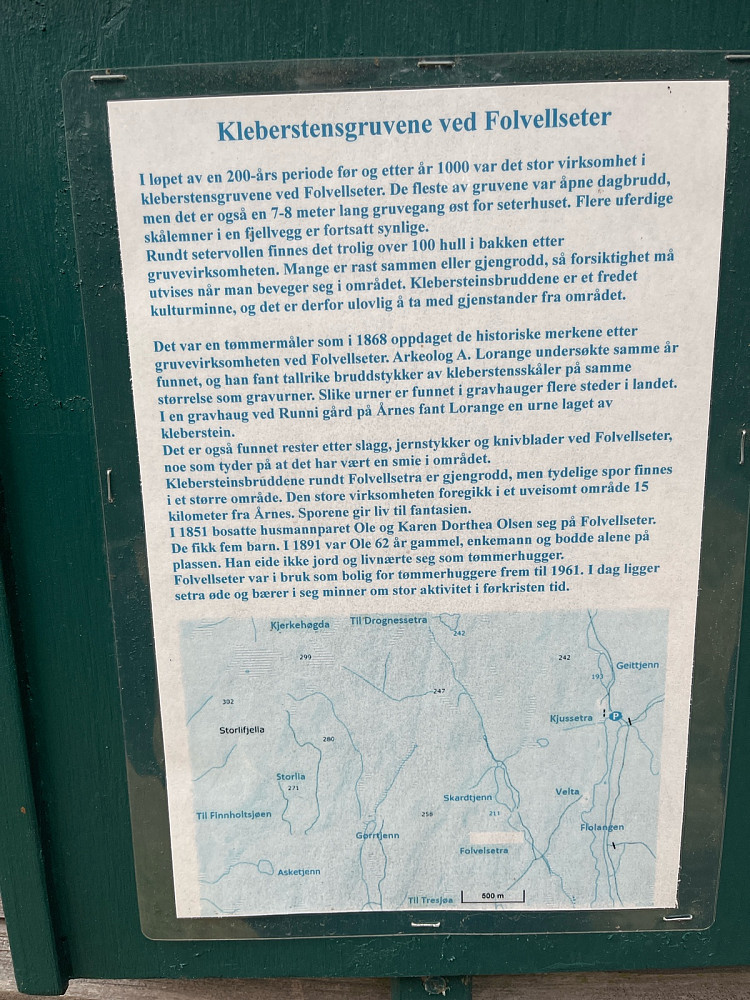 Kleberstensgruvene ved Folvellseter
I løpet av en 200-års periode før og etter år 1000 var det stor virksomhet i
kleberstensgruvene ved Folvellseter. De fleste av gruvene var åpne dagbrudd,
men det er også en 7-8 meter lang gruvegang øst for seterhuset. Flere uferdige
skålemner i en fjellvegg er fortsatt synlige.
Rundt setervollen finnes det trolig over 100 hull i bakken etter
gruvevirksomheten. Mange er rast sammen eller gjengrodd, så forsiktighet må
utvises når man beveger seg i området. Klebersteinsbruddene er et fredet
kulturminne, og det er derfor ulovlig å ta med gjenstander fra området.
Det var en tømmermåler som i 1868 oppdaget de historiske merkene etter
gruvevirksomheten ved Folvellseter. Arkeolog A. Lorange undersøkte samme år
funnet, og han fant tallrike bruddstykker av kleberstensskåler på samme
størrelse som gravurner. Slike urner er funnet i gravhauger flere steder i landet.
I en gravhaug ved Runni gård på Årnes fant Lorange en urne laget av
kleberstein.
Det er også funnet rester etter slagg, jernstykker og knivblader ved Folvellseter,
noe som tyder på at det har vært en smie i området.
Klebersteinsbruddene rundt Folvellsetra er gjengrodd, men tydelige spor finnes
i et større område. Den store virksomheten foregikk i et uveisomt område 15
kilometer fra Årnes. Sporene gir liv til fantasien.
I 1851 bosatte husmannparet Ole og Karen Dorthea Olsen seg på Folvellseter.
De fikk fem barn. I 1891 var Ole 62 år gammel, enkemann og bodde alene på
plassen. Han eide ikke jord og livnærte seg som tømmerhugger.
Folvellseter var i bruk som bolig for tømmerhuggere frem til 1961. I dag ligger
setra øde og bærer i seg minner om stor aktivitet i førkristen tid.
Kjerkehøgda
Til Drognessetra
242
299
242
Geittjenn
193
247
302
Kjussetra
P
Storlifjella
280
Storlia
271
Skardtjenn
Velta
Til Finnholtsjøen
258
211
Gørrtjenn
Flolangen
Folvelsetra
Asketjenn
Til Tresjøa
500 m